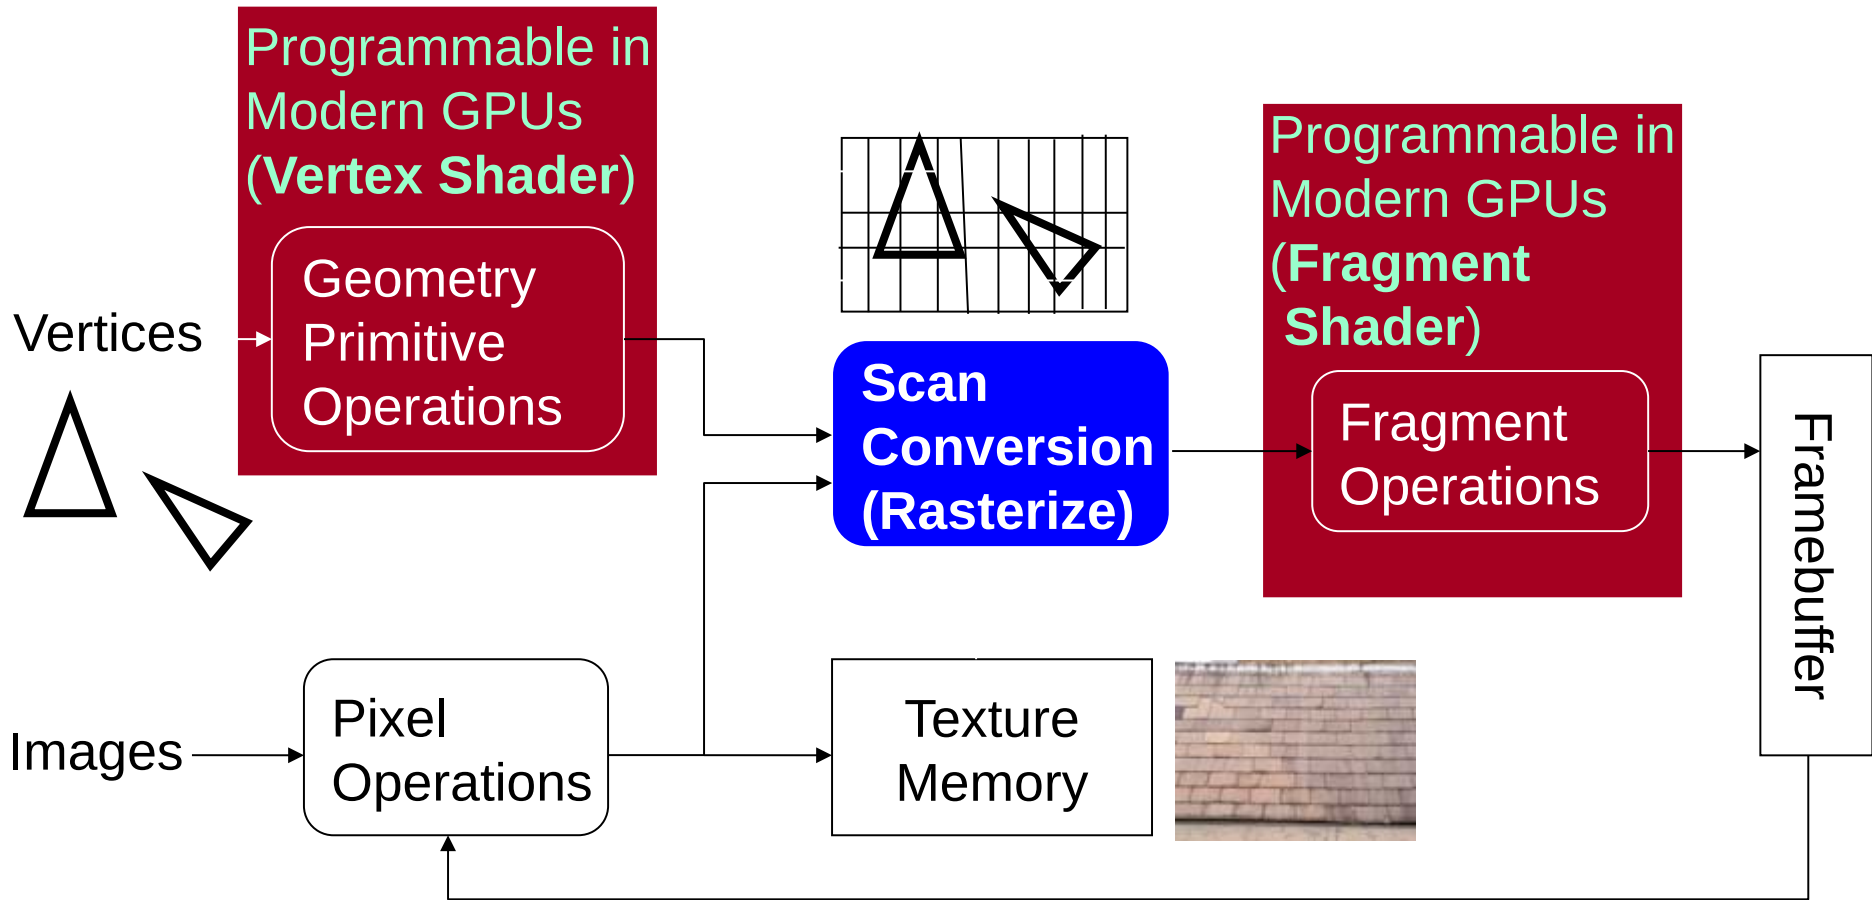 Programmable in
Modern GPUs
(Vertex Shader)
Geometry
Primitive
Operations
Vertices
Scan
Conversion
(Rasterize)
Programmable in
Modern GPUs
(Fragment
Shader)
Fragment
Operations
Framebuffer
Images
Pixel
Operations
Texture
Memory